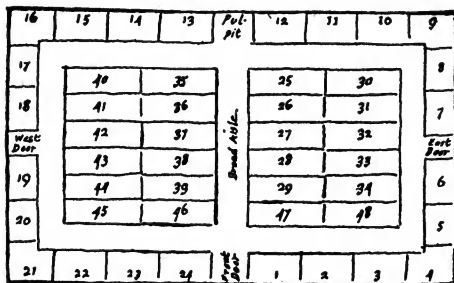 16 15 14 13 Pul-pit 12 11 10 9
17 8
40 35 25 30
18 41 36 26 31 7
West Door 42 37 Broad Aisle 27 32 East Door
43 38 28 33
19 44 39 29 34 6
20 45 46 47 48 5
21 22 23 24 Front Door 1 2 3 4